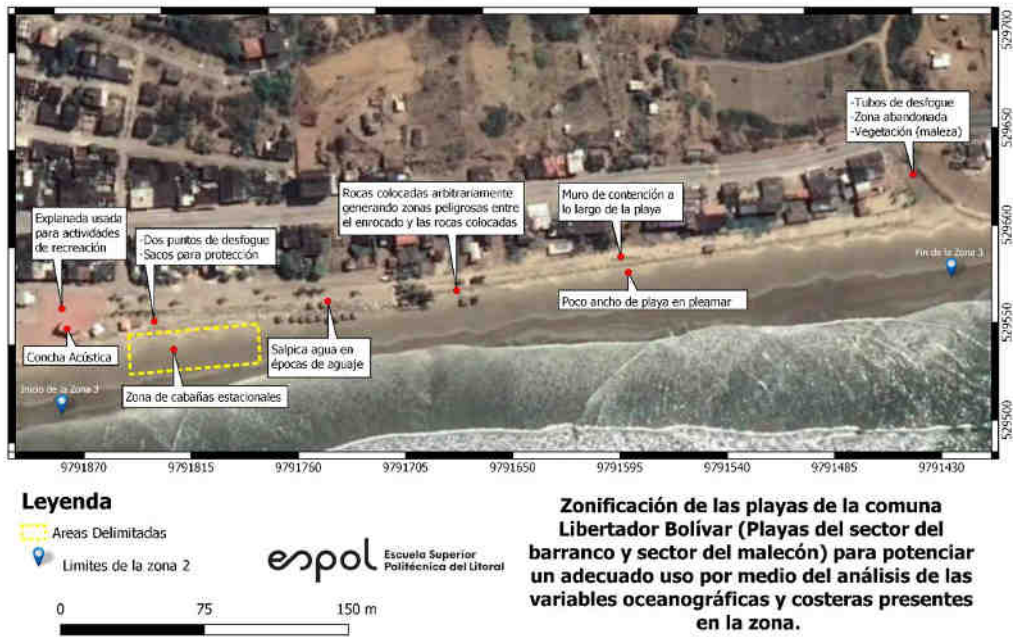 -Tubos de desfogue
-Zona abandonada
-Vegetación (maleza)
Rocas colocadas arbitrariamente
generando zonas peligrosas entre
el enrocado y las rocas colocadas
Muro de contención a
lo largo de la playa
Explanada usada
para actividades
de recreación
-Dos puntos de desfogue
-Sacos para protección
Fin de la Zona 3
Poco ancho de playa en pleamar
Concha Acústica
Salpica agua en
épocas de aguaje
Inicio de la Zona 3
Zona de cabañas estacionales
529700
529650
529600
529550
529500
9791870 9791815 9791760 9791705 9791650 9791595 9791540 9791485 9791430
Leyenda
Areas Delimitadas
Limites de la zona 2
espol Escuela Superior
Politécnica del Litoral
0 75 150 m
Zonificación de las playas de la comuna
Libertador Bolívar (Playas del sector del
barranco y sector del malecón) para potenciar
un adecuado uso por medio del análisis de las
variables oceanográficas y costeras presentes
en la zona.